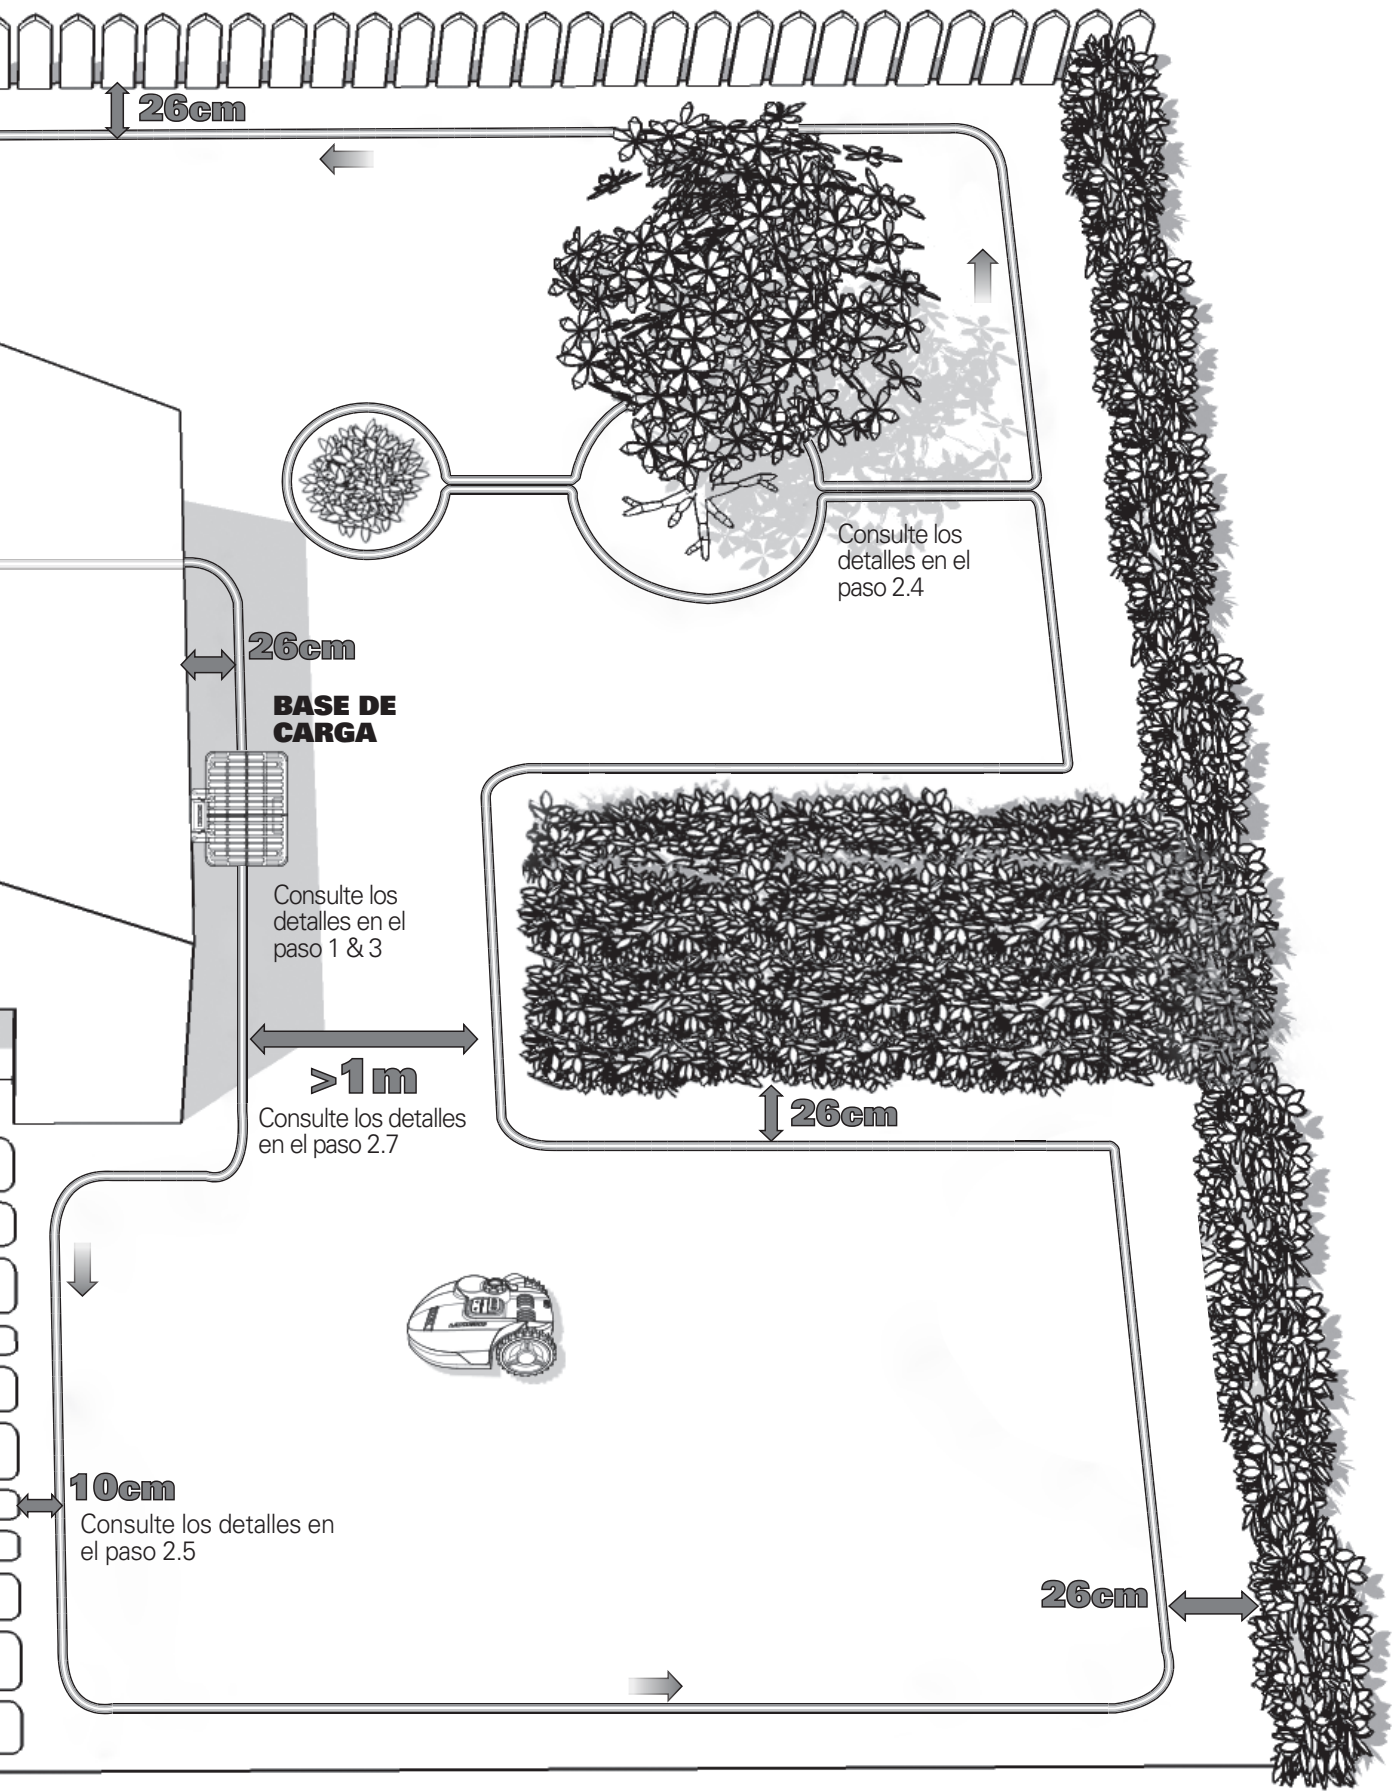 26cm
Consulte los
detalles en el
paso 2.4
26cm
BASE DE
CARGA
Consulte los
detalles en el
paso 1 & 3
>1m
Consulte los detalles
en el paso 2.7
26cm
10cm
Consulte los detalles en
el paso 2.5
26cm